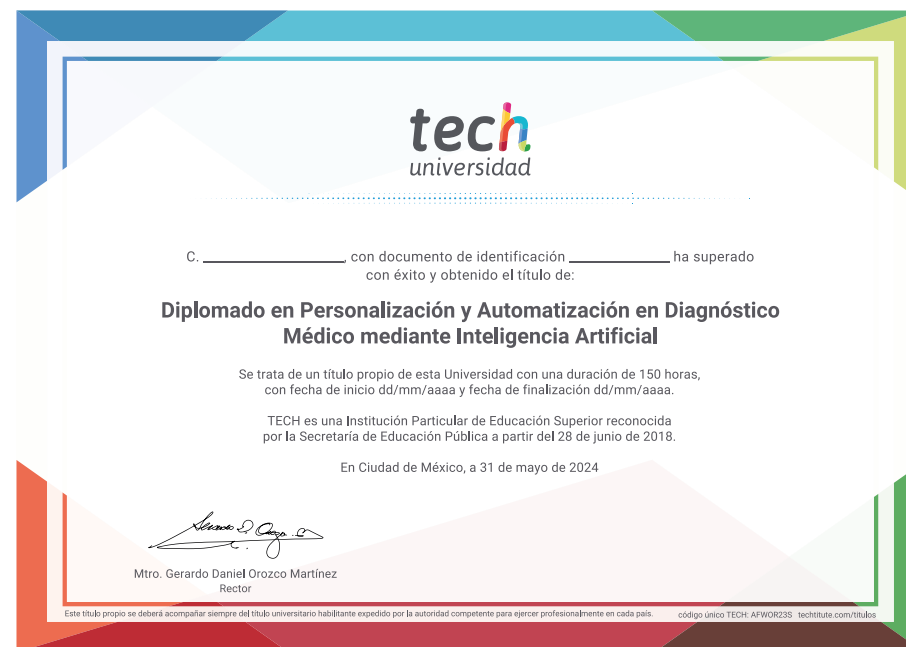 tech
universidad
C. ____________________, con documento de identificación ______________ ha superado
con éxito y obtenido el título de:
Diplomado en Personalización y Automatización en Diagnóstico
Médico mediante Inteligencia Artificial
Se trata de un título propio de esta Universidad con una duración de 150 horas,
con fecha de inicio dd/mm/aaaa y fecha de finalización dd/mm/aaaa.
TECH es una Institución Particular de Educación Superior reconocida
por la Secretaría de Educación Pública a partir del 28 de junio de 2018.
En Ciudad de México, a 31 de mayo de 2024
Mtro. Gerardo Daniel Orozco Martínez
Rector
Este título propio se deberá acompañar siempre del título universitario habilitante expedido por la autoridad competente para ejercer profesionalmente en cada país. código único TECH: AFWOR23S techtitute.com/titulos